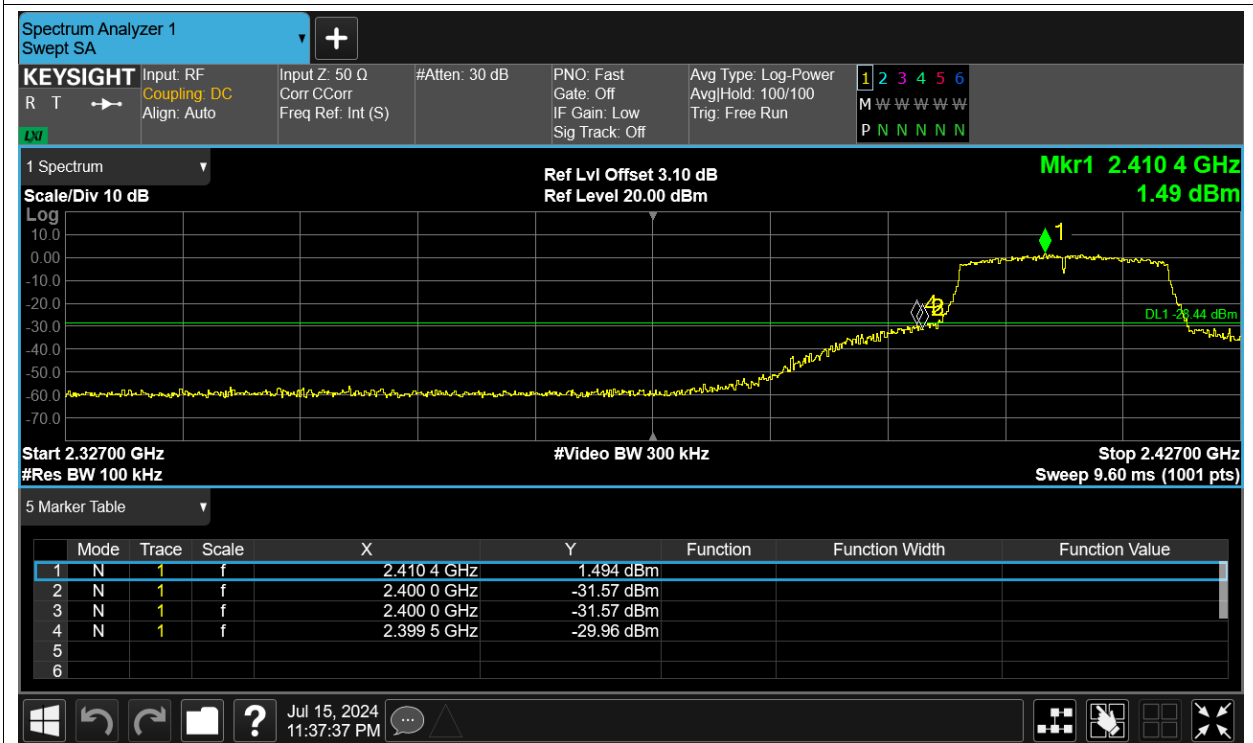 Spectrum Analyzer 1
Swept SA
KEYSIGHT
R T
LXI
Input: RF
Coupling: DC
Align: Auto
Input Z: 50 Ω
Corr CCorr
Freq Ref: Int (S)
#Atten: 30 dB
PNO: Fast
Gate: Off
IF Gain: Low
Sig Track: Off
Avg Type: Log-Power
Avg|Hold: 100/100
Trig: Free Run
1 2 3 4 5 6
M W W W W W
P N N N N N
1 Spectrum
Scale/Div 10 dB
Ref Lvl Offset 3.10 dB
Ref Level 20.00 dBm
Mkr1 2.410 4 GHz
1.49 dBm
Log
10.0
0.00
-10.0
-20.0
-30.0
-40.0
-50.0
-60.0
-70.0
1
4
DL1 -28.44 dBm
Start 2.32700 GHz
#Res BW 100 kHz
#Video BW 300 kHz
Stop 2.42700 GHz
Sweep 9.60 ms (1001 pts)
5 Marker Table
Mode Trace Scale X Y Function Function Width Function Value
1 N 1 f 2.410 4 GHz 1.494 dBm
2 N 1 f 2.400 0 GHz -31.57 dBm
3 N 1 f 2.400 0 GHz -31.57 dBm
4 N 1 f 2.399 5 GHz -29.96 dBm
5
6
?
Jul 15, 2024
11:37:37 PM